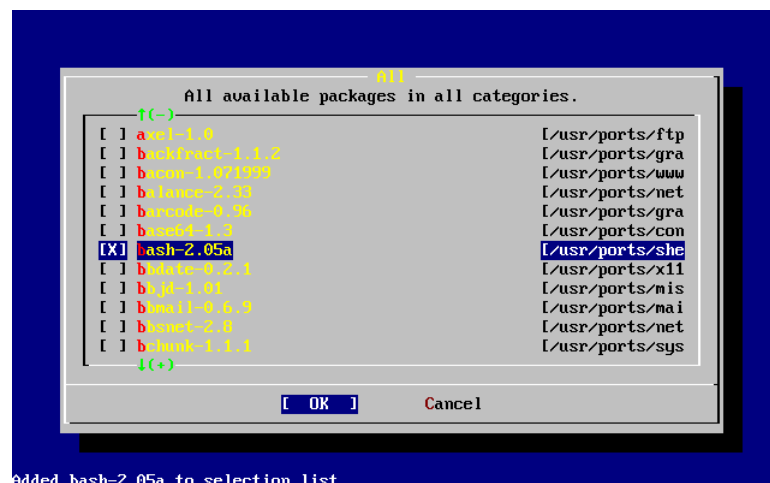 All
All available packages in all categories.
↑(-)
[ ] axel-1.0 [/usr/ports/ftp
[ ] backfract-1.1.2 [/usr/ports/gra
[ ] bacon-1.071999 [/usr/ports/www
[ ] balance-2.33 [/usr/ports/net
[ ] barcode-0.96 [/usr/ports/gra
[ ] base64-1.3 [/usr/ports/con
[X] bash-2.05a [/usr/ports/she
[ ] bbdate-0.2.1 [/usr/ports/x11
[ ] bbjd-1.01 [/usr/ports/mis
[ ] bbmail-0.6.9 [/usr/ports/mai
[ ] bbsnet-2.8 [/usr/ports/net
[ ] bchunk-1.1.1 [/usr/ports/sys
↓(+)
[ OK ] Cancel
Added bash-2.05a to selection list